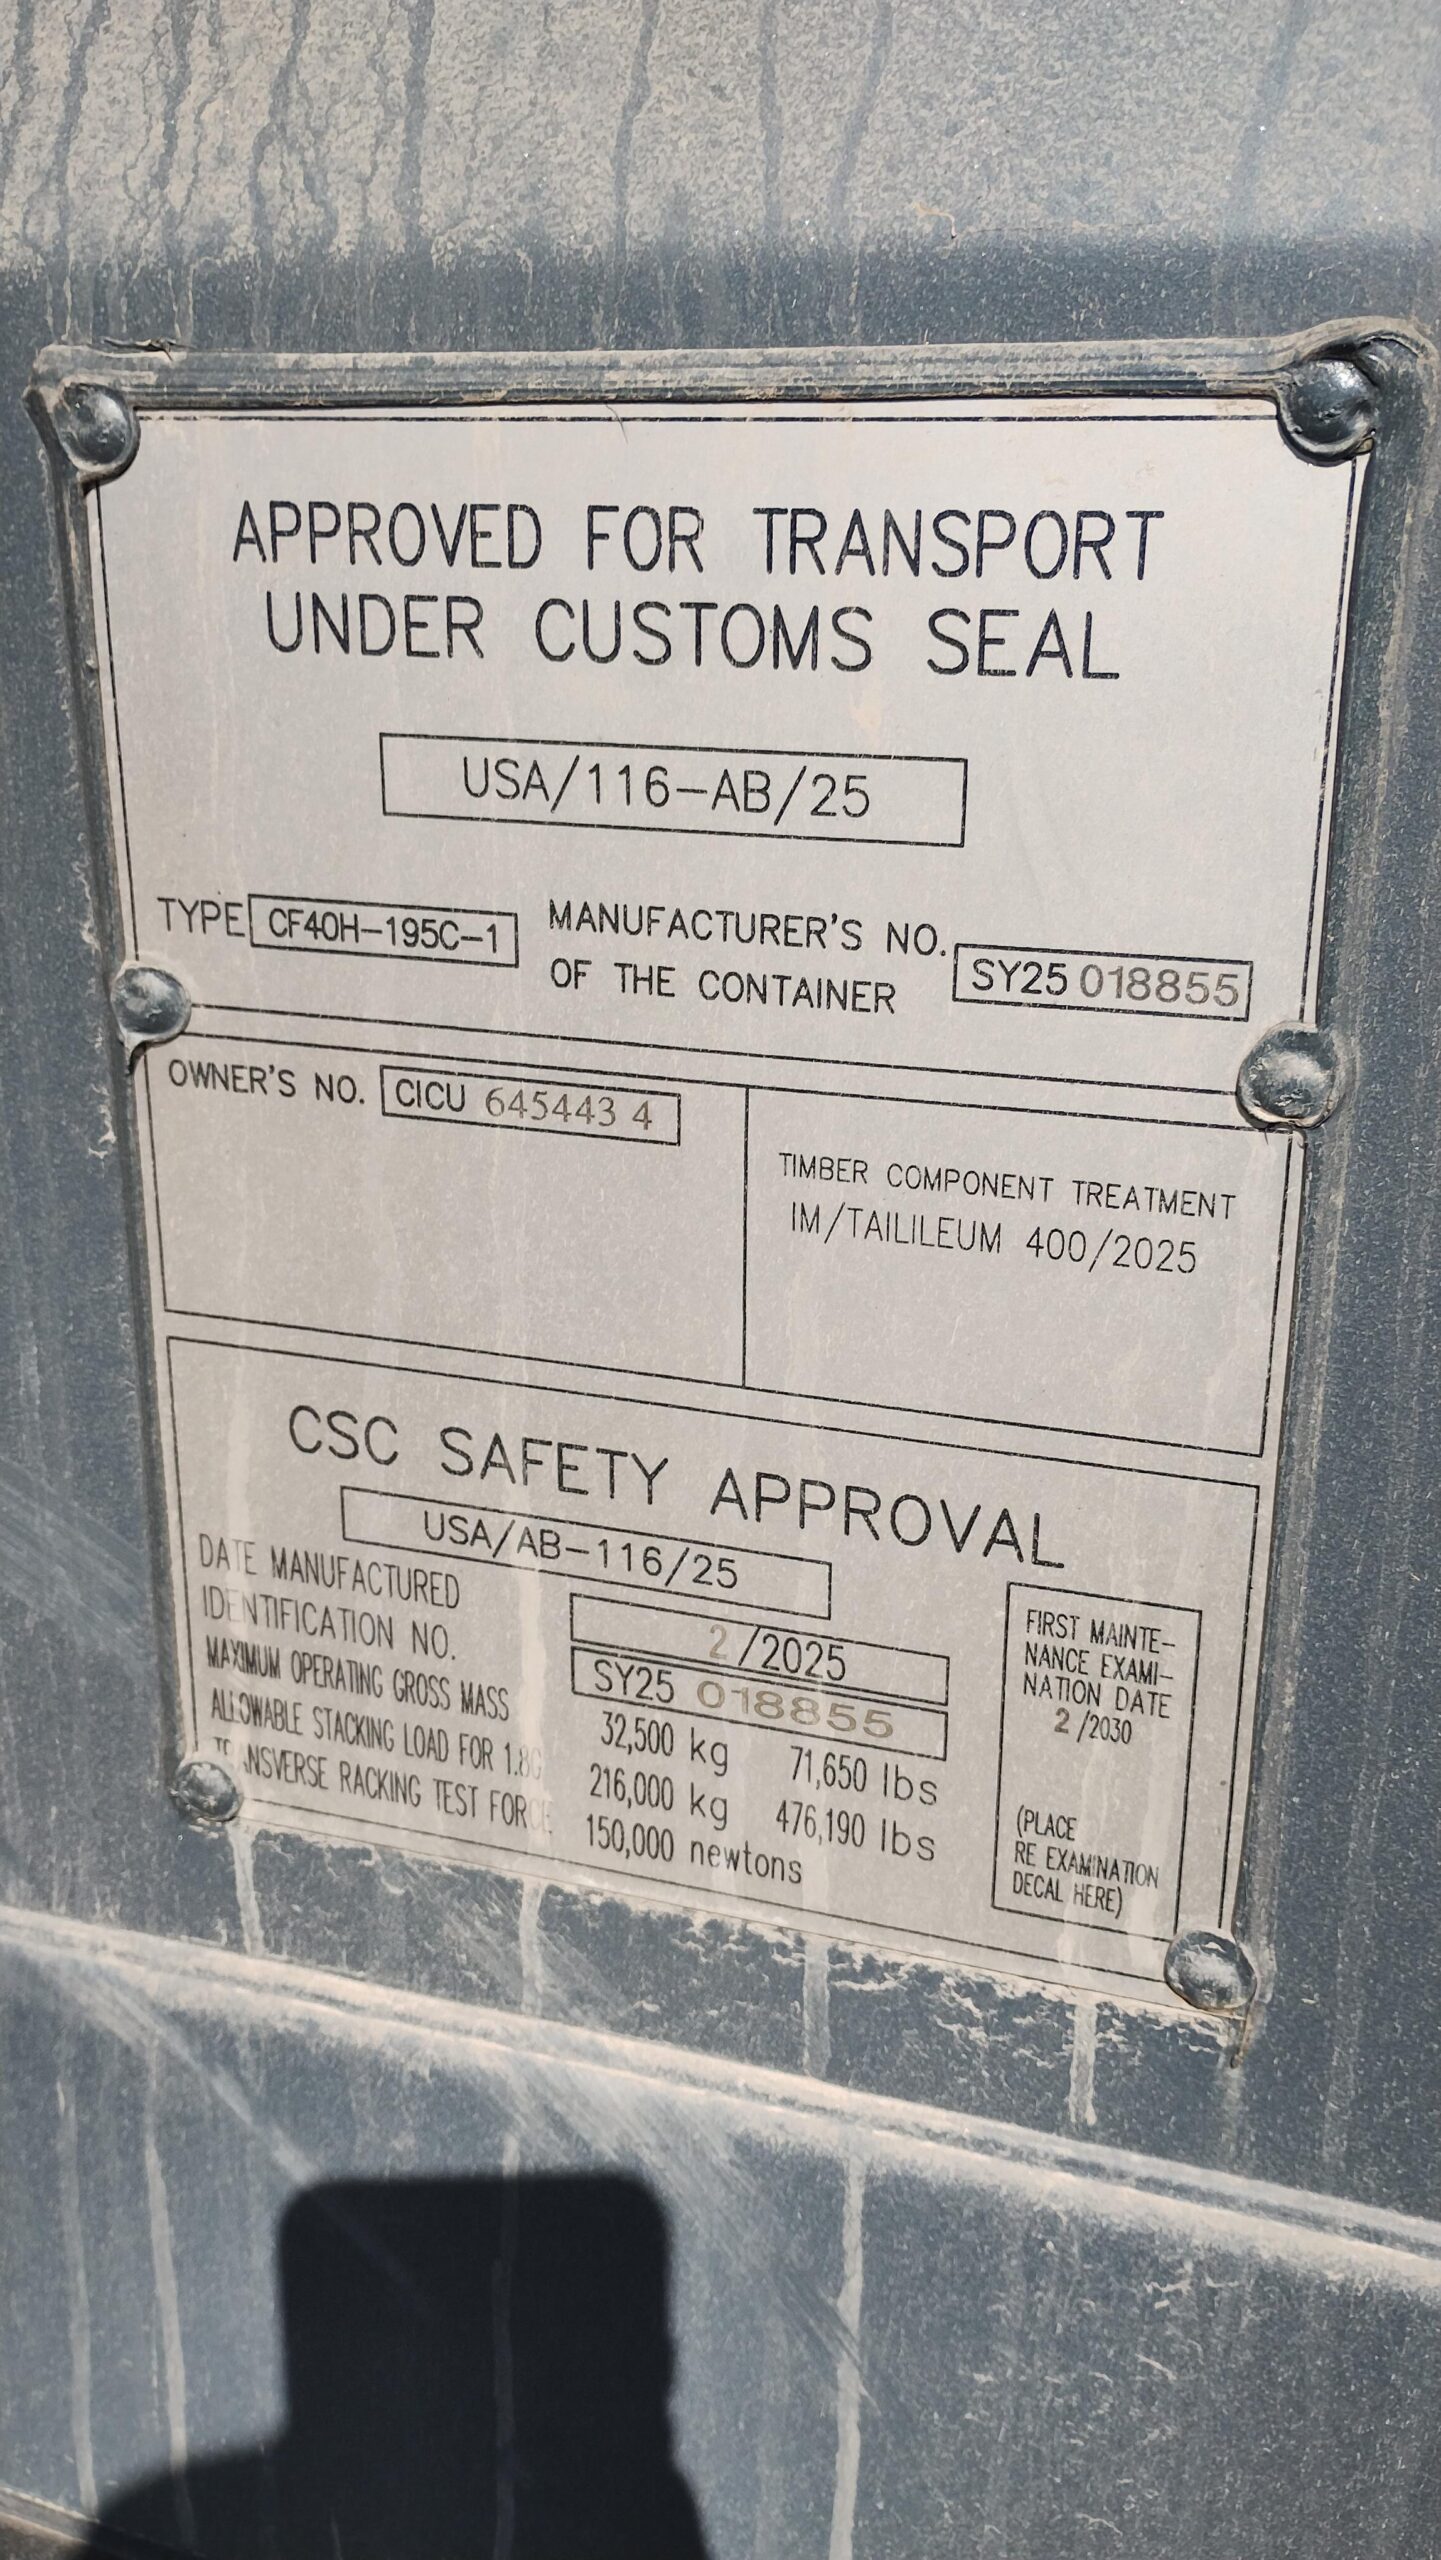 APPROVED FOR TRANSPORT
UNDER CUSTOMS SEAL
USA/116-AB/25
TYPE CF40H-195C-1 MANUFACTURER'S NO. OF THE CONTAINER SY25 018855
OWNER'S NO. CICU 645443 4
TIMBER COMPONENT TREATMENT
IM/TAILILEUM 400/2025
CSC SAFETY APPROVAL
USA/AB-116/25
DATE MANUFACTURED 2/2025
IDENTIFICATION NO. SY25 018855
MAXIMUM OPERATING GROSS MASS 32,500 kg 71,650 lbs
ALLOWABLE STACKING LOAD FOR 1.8G 216,000 kg 476,190 lbs
TRANSVERSE RACKING TEST FORCE 150,000 newtons
FIRST MAINTE-
NANCE EXAMI-
NATION DATE
2/2030
(PLACE
RE EXAMINATION
DECAL HERE)